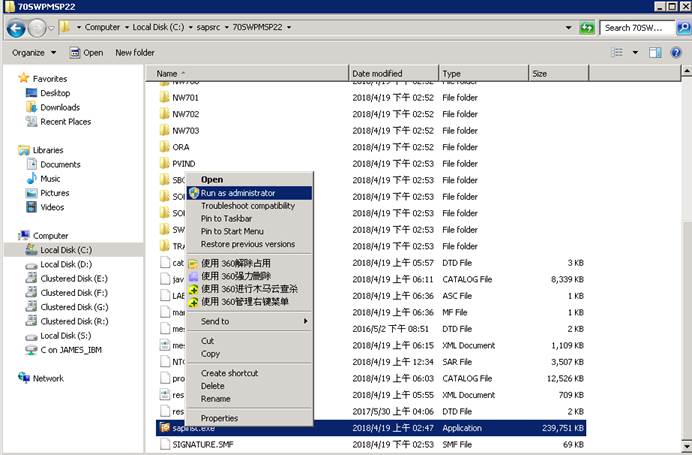 70SWPMSP22
Computer Local Disk (C:) sapsrc 70SWPMSP22
Search 70SW...
Organize Open New folder
Name Date modified Type Size
Favorites
Desktop
Downloads
Recent Places
Libraries
Documents
Music
Pictures
Videos
Computer
Local Disk (C:)
Local Disk (D:)
Clustered Disk (E:)
Clustered Disk (F:)
Clustered Disk (G:)
Clustered Disk (R:)
Local Disk (S:)
C on JAMES_IBM
Network
2018/4/19 下午 02:52 File folder
NW701 2018/4/19 下午 02:52 File folder
NW702 2018/4/19 下午 02:52 File folder
NW703 2018/4/19 下午 02:52 File folder
ORA 2018/4/19 下午 02:52 File folder
PVIND 2018/4/19 下午 02:53 File folder
2018/4/19 下午 02:53 File folder
2018/4/19 下午 02:53 File folder
2018/4/19 下午 02:53 File folder
2018/4/19 下午 02:53 File folder
2018/4/19 下午 02:53 File folder
cat 2018/4/19 上午 05:57 DTD File 3 KB
jav 2018/4/19 上午 06:11 CATALOG File 8,339 KB
LAB 2018/4/19 上午 06:36 ASC File 1 KB
mar 2018/4/19 上午 06:36 MF File 1 KB
mes 2016/5/2 下午 08:51 DTD File 2 KB
mes 2018/4/19 上午 06:15 XML Document 1,109 KB
NTC 2018/4/19 上午 12:34 SAR File 3,507 KB
pro 2018/4/19 上午 06:03 CATALOG File 12,526 KB
res 2018/4/19 上午 06:20 XML Document 709 KB
res 2017/5/30 上午 04:06 DTD File 2 KB
sapinst.exe 2018/4/19 上午 02:47 Application 239,751 KB
SIGNATURE.SMF 2018/4/19 下午 02:53 SMF File 69 KB
Open
Run as administrator
Troubleshoot compatibility
Pin to Taskbar
Pin to Start Menu
Restore previous versions
使用 360解除占用
使用 360强力删除
使用 360进行木马云查杀
使用 360管理右键菜单
Send to
Cut
Copy
Create shortcut
Delete
Rename
Properties